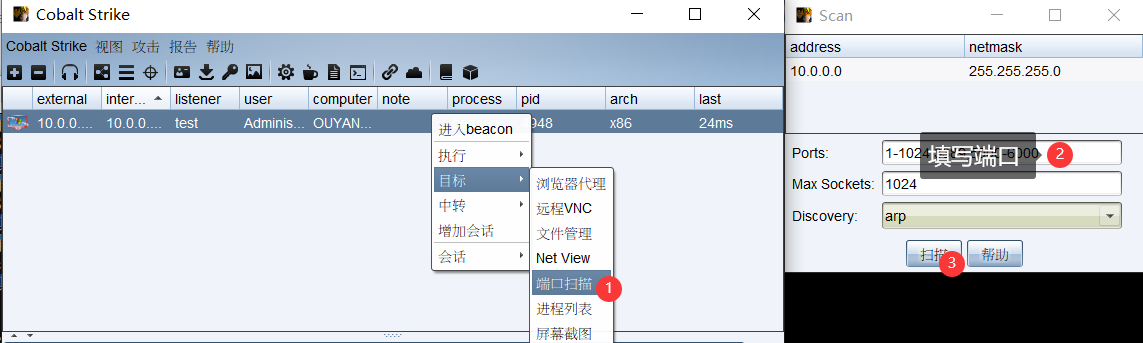 Cobalt Strike
Cobalt Strike 视图 攻击 报告 帮助
external inter... listener user computer note process pid arch last
10.0.0.... 10.0.0.... test Adminis... OUYAN... 948 x86 24ms
进入beacon
执行
目标
中转
增加会话
会话
浏览器代理
远程VNC
文件管理
Net View
端口扫描 1
进程列表
屏幕截图
Scan
address netmask
10.0.0.0 255.255.255.0
Ports: 1-1024 -6000 2
填写端口
Max Sockets: 1024
Discovery: arp
扫描 3 帮助